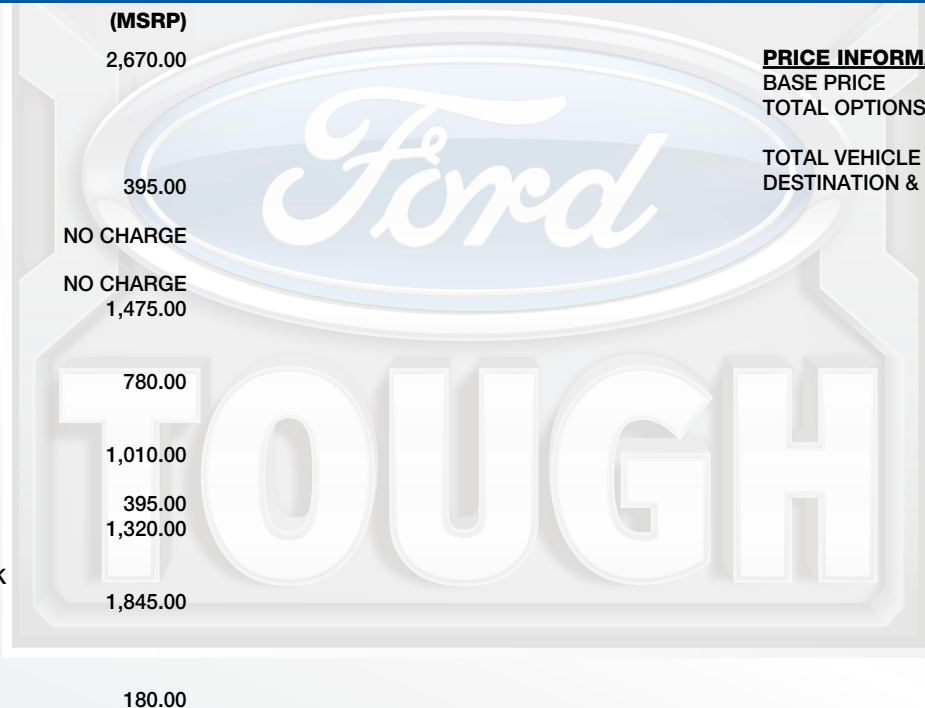 (MSRP)
2,670.00
395.00
NO CHARGE
NO CHARGE
1,475.00
780.00
1,010.00
395.00
1,320.00
K
1,845.00
180.00
PRICE INFORMA
BASE PRICE
TOTAL OPTIONS
TOTAL VEHICLE
DESTINATION &
Ford
TOUGH